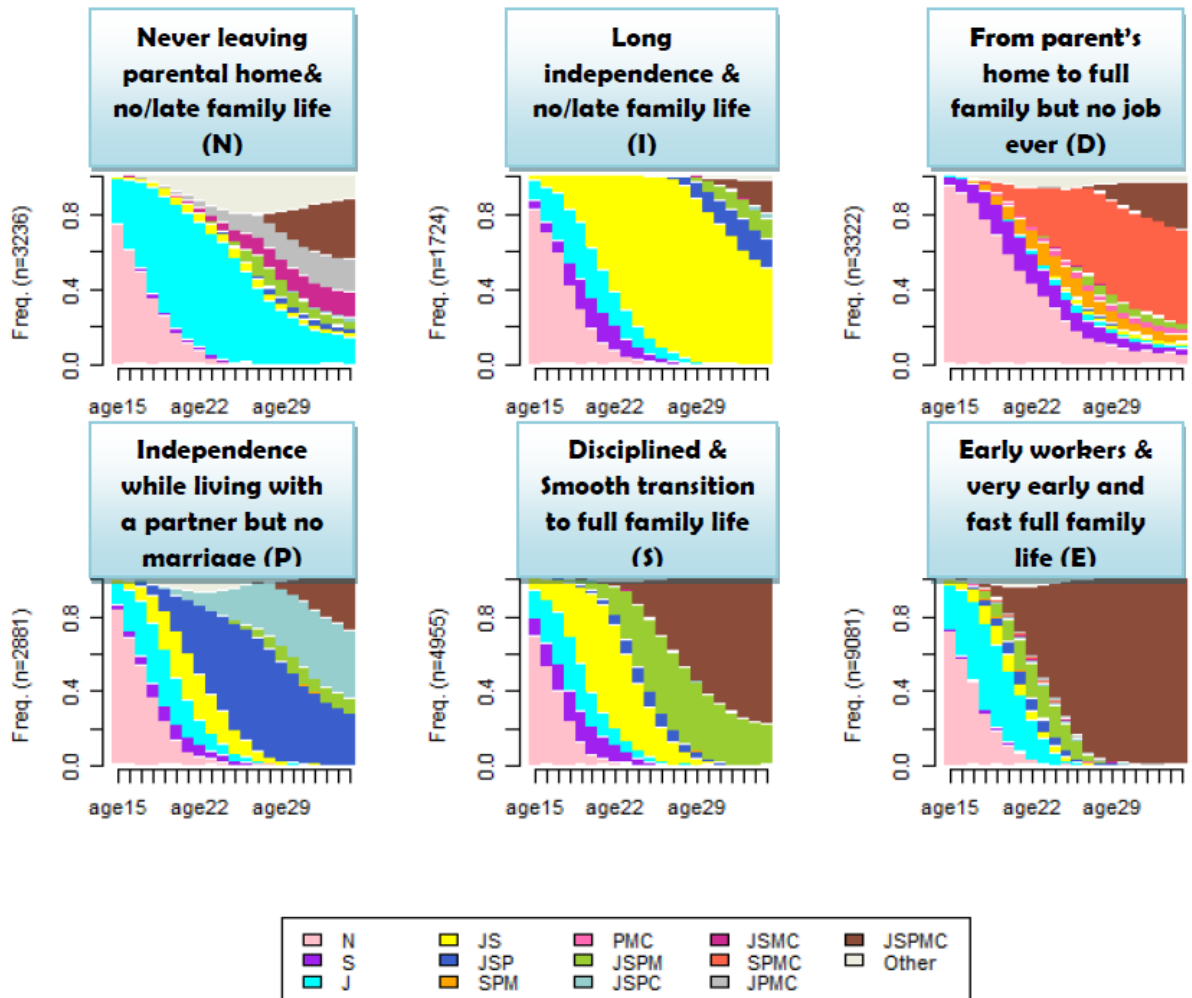 Never leaving
parental home&
no/late family life
(N)
Long
independence &
no/late family life
(I)
From parent's
home to full
family but no job
ever (D)
Freq. (n=3236)
0.0 0.4 0.8
age15 age22 age29
Freq. (n=1724)
0.0 0.4 0.8
age15 age22 age29
Freq. (n=3322)
0.0 0.4 0.8
age15 age22 age29
Independence
while living with
a partner but no
marriage (P)
Disciplined &
Smooth transition
to full family life
(S)
Early workers &
very early and
fast full family
life (E)
Freq. (n=2881)
0.0 0.4 0.8
age15 age22 age29
Freq. (n=4955)
0.0 0.4 0.8
age15 age22 age29
Freq. (n=9081)
0.0 0.4 0.8
age15 age22 age29
N JS PMC JSMC JSPMC
S JSP JSPM SPMC Other
J SPM JSPC JPMC